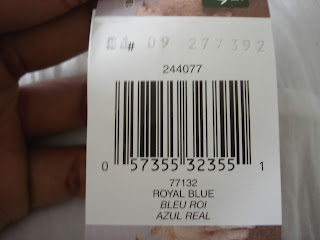 # 09 277392
244077
0 57355 32355 1
77132
ROYAL BLUE
BLEU ROI
AZUL REAL